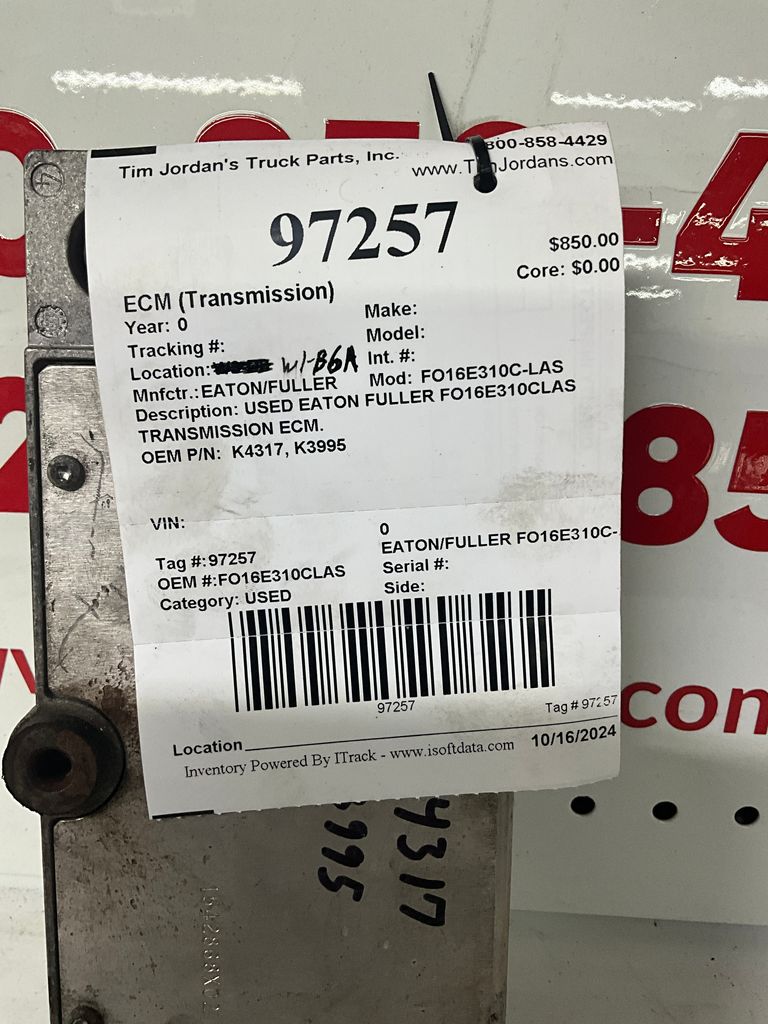 Tim Jordan's Truck Parts, Inc.
800-858-4429
www.TimJordans.com
97257
$850.00
Core: $0.00
ECM (Transmission)
Year: 0
Make:
Tracking #:
Model:
Location: W1-B6A
Int. #:
Mnfctr.: EATON/FULLER
Mod: FO16E310C-LAS
Description: USED EATON FULLER FO16E310CLAS
TRANSMISSION ECM.
OEM P/N: K4317, K3995
VIN:
0
EATON/FULLER FO16E310C-
Tag #: 97257
Serial #:
OEM #: FO16E310CLAS
Side:
Category: USED
97257
Tag # 97257
Location
10/16/2024
Inventory Powered By ITrack - www.isoftdata.com
4317
3995
.com
85